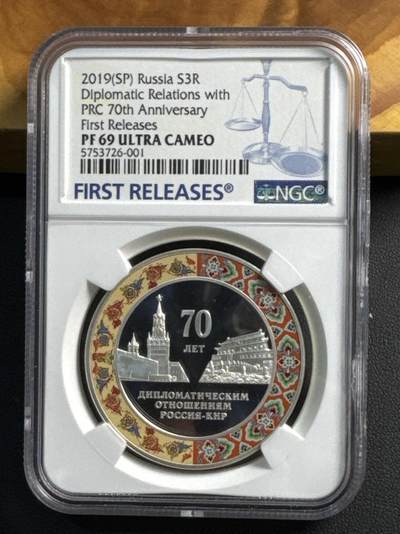 2019(SP) Russia S3R
Diplomatic Relations with
PRC 70th Anniversary
First Releases
PF 69 ULTRA CAMEO
5753726-001
FIRST RELEASES®
NGC®
70
ЛЕТ
ДИПЛОМАТИЧЕСКИМ
ОТНОШЕНИЯМ
РОССИЯ-КНР